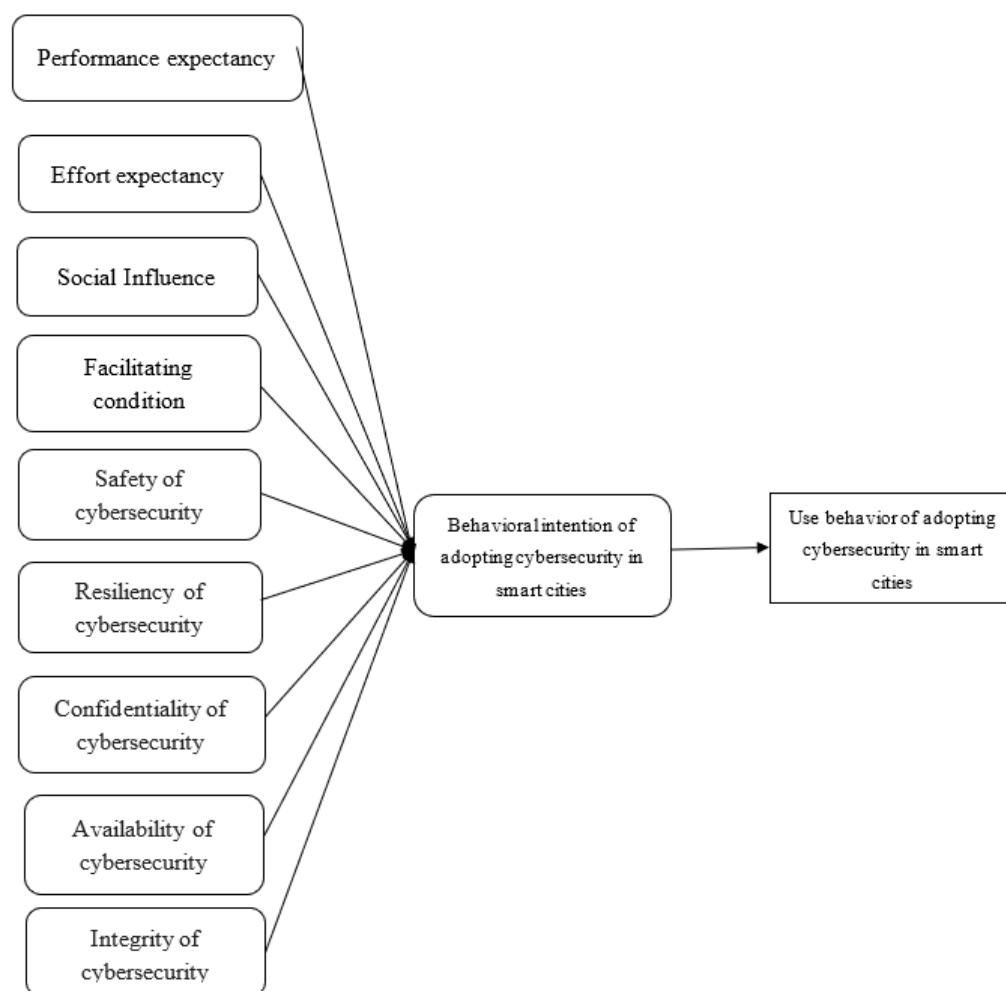 Performance expectancy
Effort expectancy
Social Influence
Facilitating
condition
Safety of
cybersecurity
Resiliency of
cybersecurity
Confidentiality of
cybersecurity
Availability of
cybersecurity
Integrity of
cybersecurity
Behavioral intention of
adopting cybersecurity in
smart cities
Use behavior of adopting
cybersecurity in smart
cities